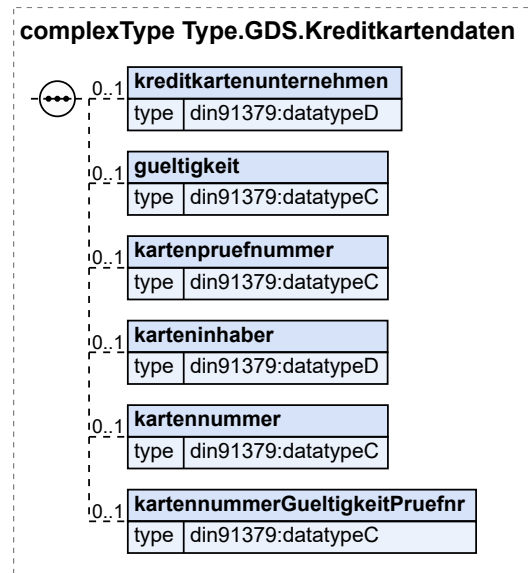 complexType Type.GDS.Kreditkartendaten
0..1 kreditkartenunternehmen
type din91379:datatypeD
0..1 gueltigkeit
type din91379:datatypeC
0..1 kartenpruefnummer
type din91379:datatypeC
0..1 karteninhaber
type din91379:datatypeD
0..1 kartennummer
type din91379:datatypeC
0..1 kartennummerGueltigkeitPruefnr
type din91379:datatypeC